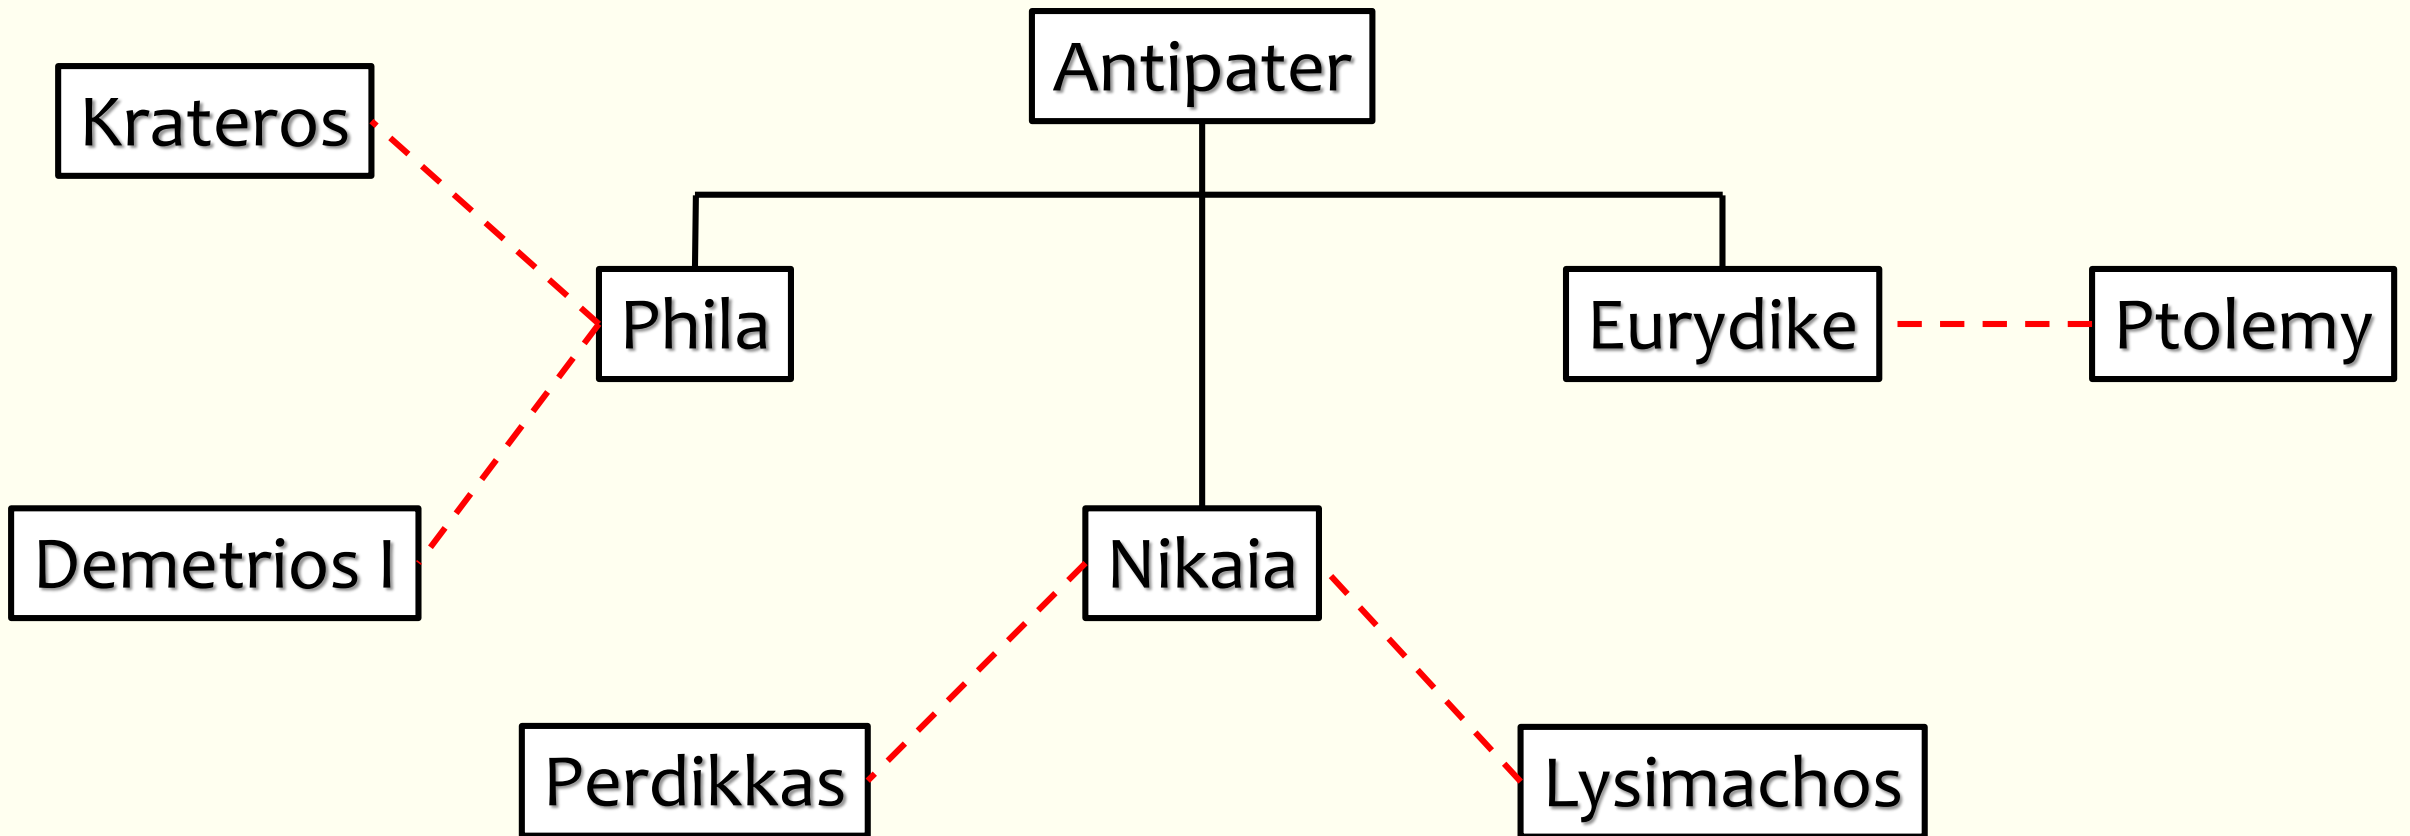 Antipater
Krateros
Phila
Eurydike
Ptolemy
Demetrios I
Nikaia
Perdikkas
Lysimachos